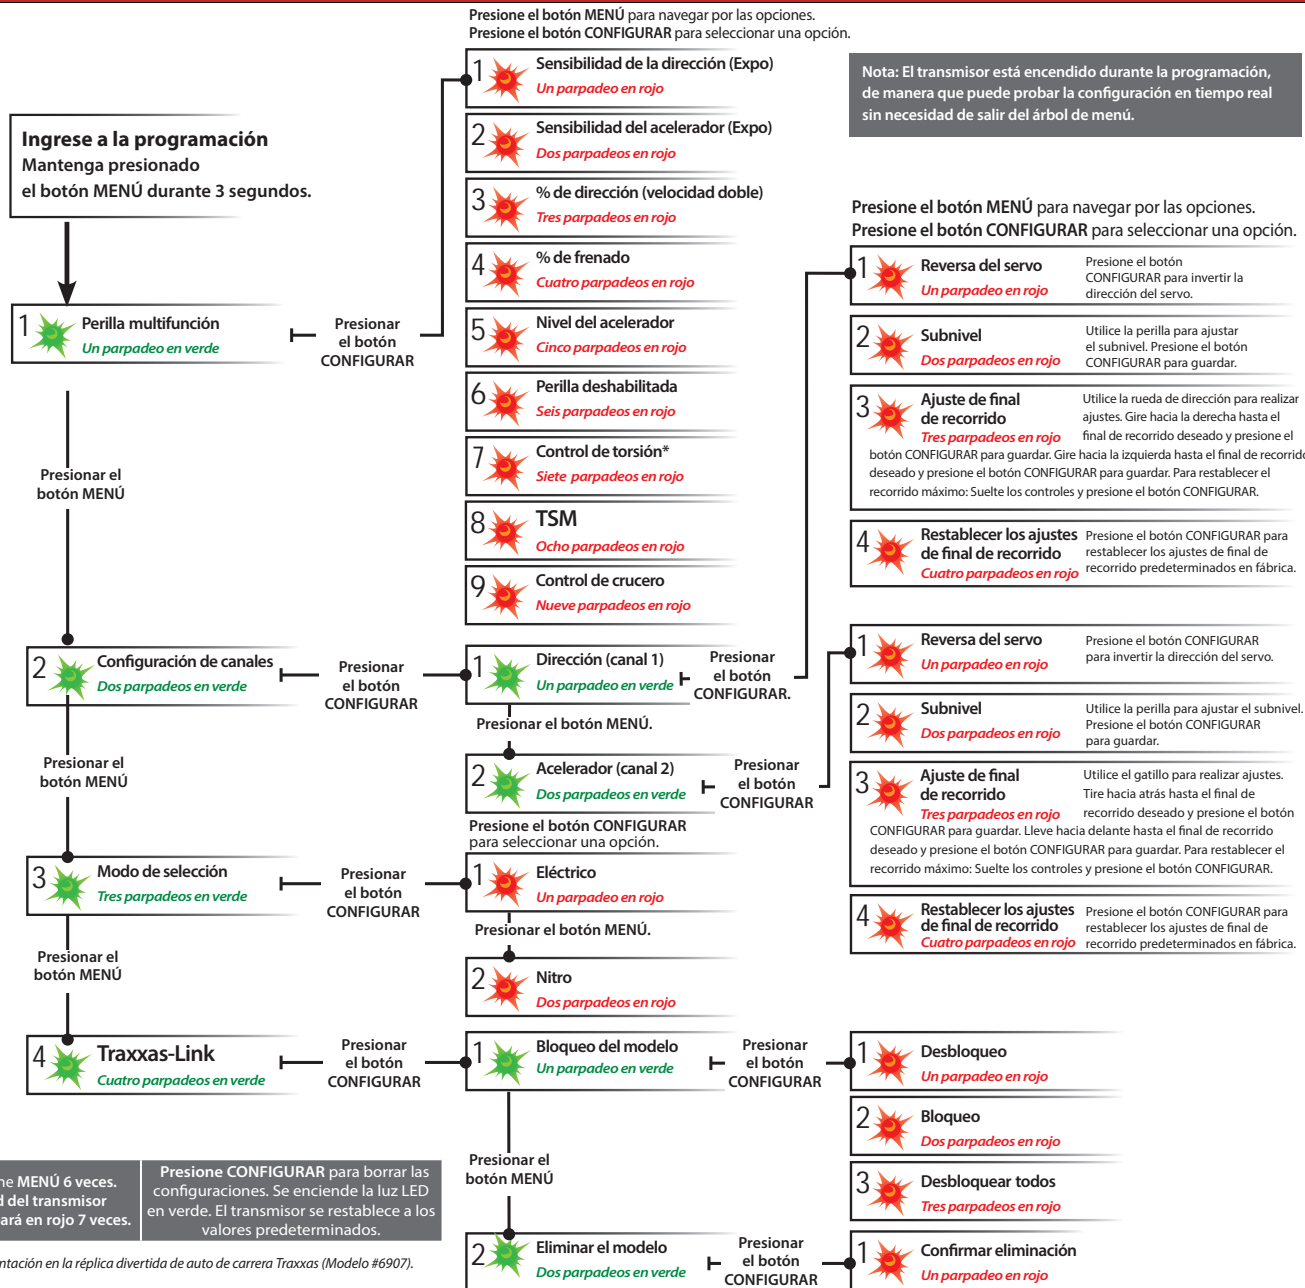 Presione el botón MENÚ para navegar por las opciones.
Presione el botón CONFIGURAR para seleccionar una opción.
Nota: El transmisor está encendido durante la programación,
de manera que puede probar la configuración en tiempo real
sin necesidad de salir del árbol de menú.
Ingrese a la programación
Mantenga presionado
el botón MENÚ durante 3 segundos.
1 Perilla multifunción
Un parpadeo en verde
Presionar
el botón
CONFIGURAR
1 Sensibilidad de la dirección (Expo)
Un parpadeo en rojo
2 Sensibilidad del acelerador (Expo)
Dos parpadeos en rojo
3 % de dirección (velocidad doble)
Tres parpadeos en rojo
4 % de frenado
Cuatro parpadeos en rojo
5 Nivel del acelerador
Cinco parpadeos en rojo
6 Perilla deshabilitada
Seis parpadeos en rojo
7 Control de torsión*
Siete parpadeos en rojo
8 TSM
Ocho parpadeos en rojo
9 Control de crucero
Nueve parpadeos en rojo
Presionar el
botón MENÚ
2 Configuración de canales
Dos parpadeos en verde
Presionar
el botón
CONFIGURAR
1 Dirección (canal 1)
Un parpadeo en verde
Presionar
el botón
CONFIGURAR.
Presione el botón MENÚ para navegar por las opciones.
Presione el botón CONFIGURAR para seleccionar una opción.
1 Reversa del servo
Un parpadeo en rojo
Presione el botón
CONFIGURAR para invertir la
dirección del servo.
2 Subnivel
Dos parpadeos en rojo
Utilice la perilla para ajustar
el subnivel. Presione el botón
CONFIGURAR para guardar.
3 Ajuste de final
de recorrido
Tres parpadeos en rojo
Utilice la rueda de dirección para realizar
ajustes. Gire hacia la derecha hasta el
final de recorrido deseado y presione el
botón CONFIGURAR para guardar. Gire hacia la izquierda hasta el final de recorrido
deseado y presione el botón CONFIGURAR para guardar. Para restablecer el
recorrido máximo: Suelte los controles y presione el botón CONFIGURAR.
4 Restablecer los ajustes
de final de recorrido
Cuatro parpadeos en rojo
Presione el botón CONFIGURAR para
restablecer los ajustes de final de
recorrido predeterminados en fábrica.
Presionar el botón MENÚ.
2 Acelerador (canal 2)
Dos parpadeos en verde
Presionar
el botón
CONFIGURAR
1 Reversa del servo
Un parpadeo en rojo
Presione el botón CONFIGURAR
para invertir la dirección del servo.
2 Subnivel
Dos parpadeos en rojo
Utilice la perilla para ajustar el subnivel.
Presione el botón CONFIGURAR
para guardar.
3 Ajuste de final
de recorrido
Tres parpadeos en rojo
Utilice el gatillo para realizar ajustes.
Tire hacia atrás hasta el final de
recorrido deseado y presione el botón
CONFIGURAR para guardar. Lleve hacia delante hasta el final de recorrido
deseado y presione el botón CONFIGURAR para guardar. Para restablecer el
recorrido máximo: Suelte los controles y presione el botón CONFIGURAR.
4 Restablecer los ajustes
de final de recorrido
Cuatro parpadeos en rojo
Presione el botón CONFIGURAR para
restablecer los ajustes de final de
recorrido predeterminados en fábrica.
Presionar el
botón MENÚ
3 Modo de selección
Tres parpadeos en verde
Presionar
el botón
CONFIGURAR
Presione el botón CONFIGURAR
para seleccionar una opción.
1 Eléctrico
Un parpadeo en rojo
Presionar el botón MENÚ.
2 Nitro
Dos parpadeos en rojo
Presionar el
botón MENÚ
4 Traxxas-Link
Cuatro parpadeos en verde
Presionar
el botón
CONFIGURAR
1 Bloqueo del modelo
Un parpadeo en verde
Presionar
el botón
CONFIGURAR
1 Desbloqueo
Un parpadeo en rojo
2 Bloqueo
Dos parpadeos en rojo
3 Desbloquear todos
Tres parpadeos en rojo
Presionar el
botón MENÚ
2 Eliminar el modelo
Dos parpadeos en verde
Presionar
el botón
CONFIGURAR
1 Confirmar eliminación
Un parpadeo en rojo
ne MENÚ 6 veces.
d del transmisor
ará en rojo 7 veces.
Presione CONFIGURAR para borrar las
configuraciones. Se enciende la luz LED
en verde. El transmisor se restablece a los
valores predeterminados.
ntación en la réplica divertida de auto de carrera Traxxas (Modelo #6907).